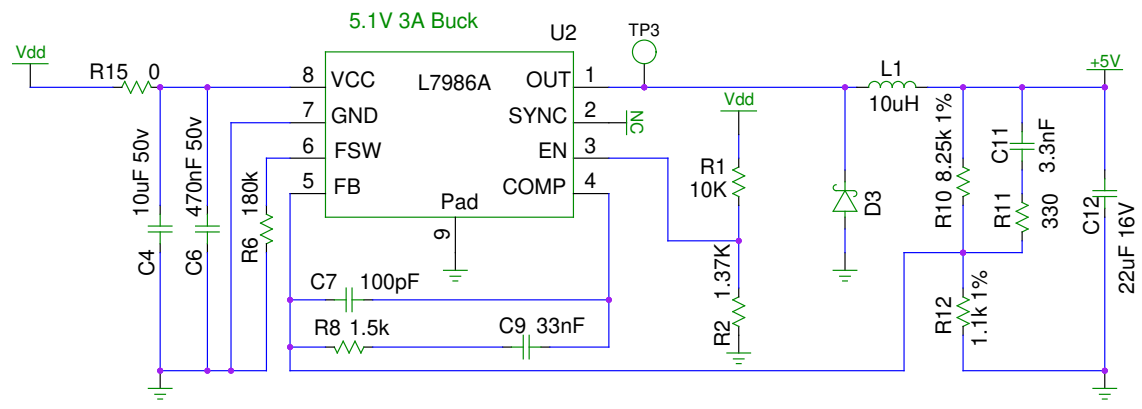 5.1V 3A Buck
U2
TP3
Vdd
R15 0
8 VCC
L7986A
OUT 1
L1
10uH
+5V
7 GND
SYNC 2
NC
Vdd
6 FSW
EN 3
5 FB
COMP 4
Pad
9
10uF 50v
C4
470nF 50v
C6
180k
R6
R1
10K
D3
8.25k 1%
R10
C11
3.3nF
R11
330
C12
22uF 16V
C7 100pF
R8 1.5k
C9 33nF
1.37K
R2
R12
1.1k 1%